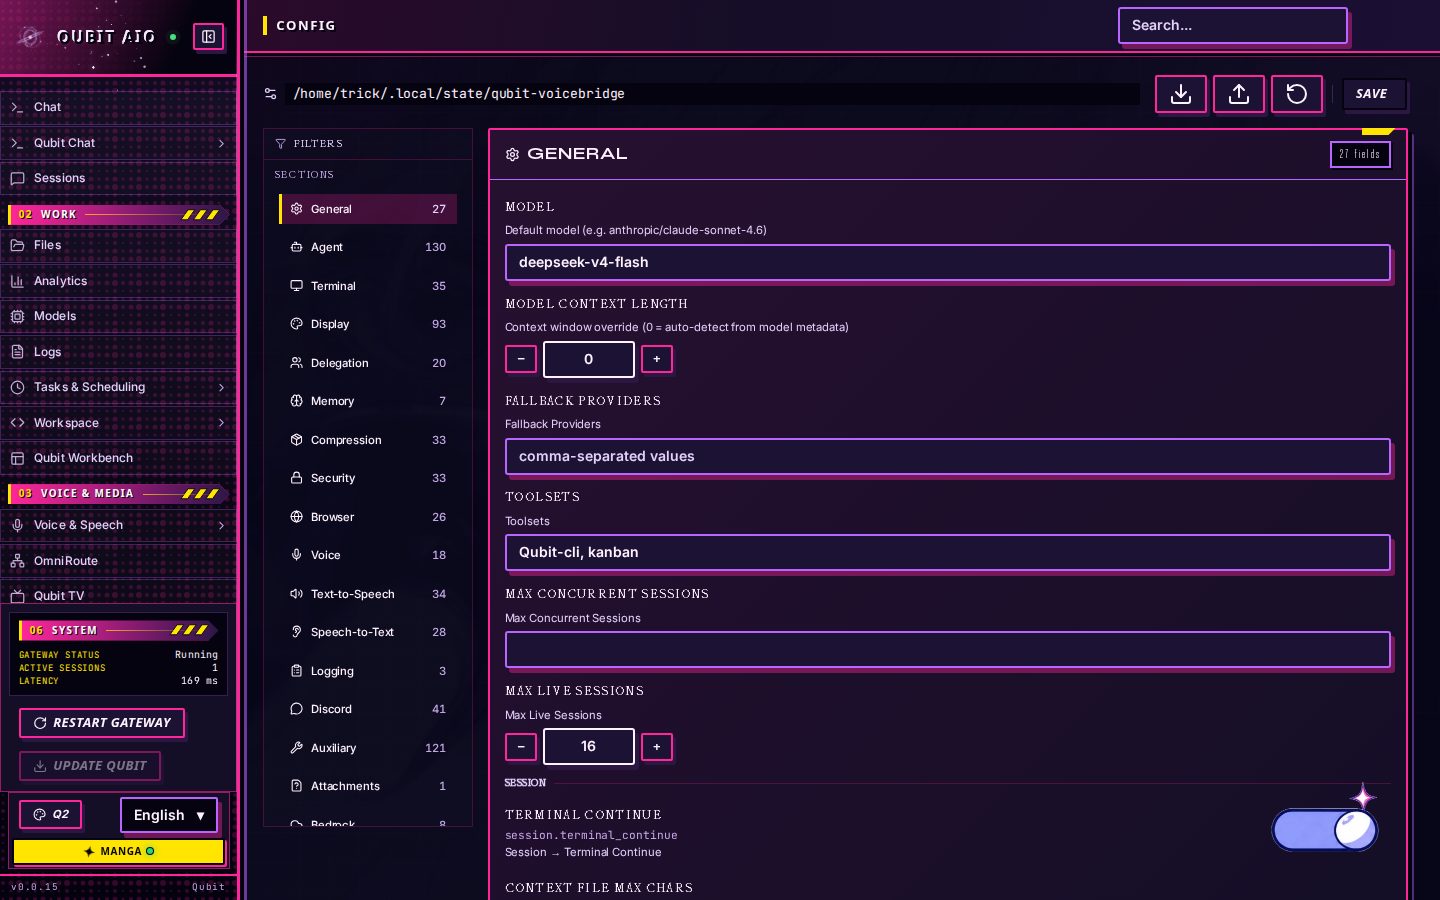 QUBIT AIO
CONFIG
Search...
/home/trick/.local/state/qubit-voicebridge
SAVE
Chat
Qubit Chat
Sessions
02 WORK
Files
Analytics
Models
Logs
Tasks & Scheduling
Workspace
Qubit Workbench
03 VOICE & MEDIA
Voice & Speech
OmniRoute
Qubit TV
06 SYSTEM
GATEWAY STATUS Running
ACTIVE SESSIONS 1
LATENCY 169 ms
RESTART GATEWAY
UPDATE QUBIT
Q2
English ▾
MANGA
v0.0.15 Qubit
FILTERS
SECTIONS
General 27
Agent 130
Terminal 35
Display 93
Delegation 20
Memory 7
Compression 33
Security 33
Browser 26
Voice 18
Text-to-Speech 34
Speech-to-Text 28
Logging 3
Discord 41
Auxiliary 121
Attachments 1
Bedrock 8
GENERAL
27 fields
MODEL
Default model (e.g. anthropic/claude-sonnet-4.6)
deepseek-v4-flash
MODEL CONTEXT LENGTH
Context window override (0 = auto-detect from model metadata)
− 0 +
FALLBACK PROVIDERS
Fallback Providers
comma-separated values
TOOLSETS
Toolsets
Qubit-cli, kanban
MAX CONCURRENT SESSIONS
Max Concurrent Sessions
MAX LIVE SESSIONS
Max Live Sessions
− 16 +
SESSION
TERMINAL CONTINUE
session.terminal_continue
Session → Terminal Continue
CONTEXT FILE MAX CHARS